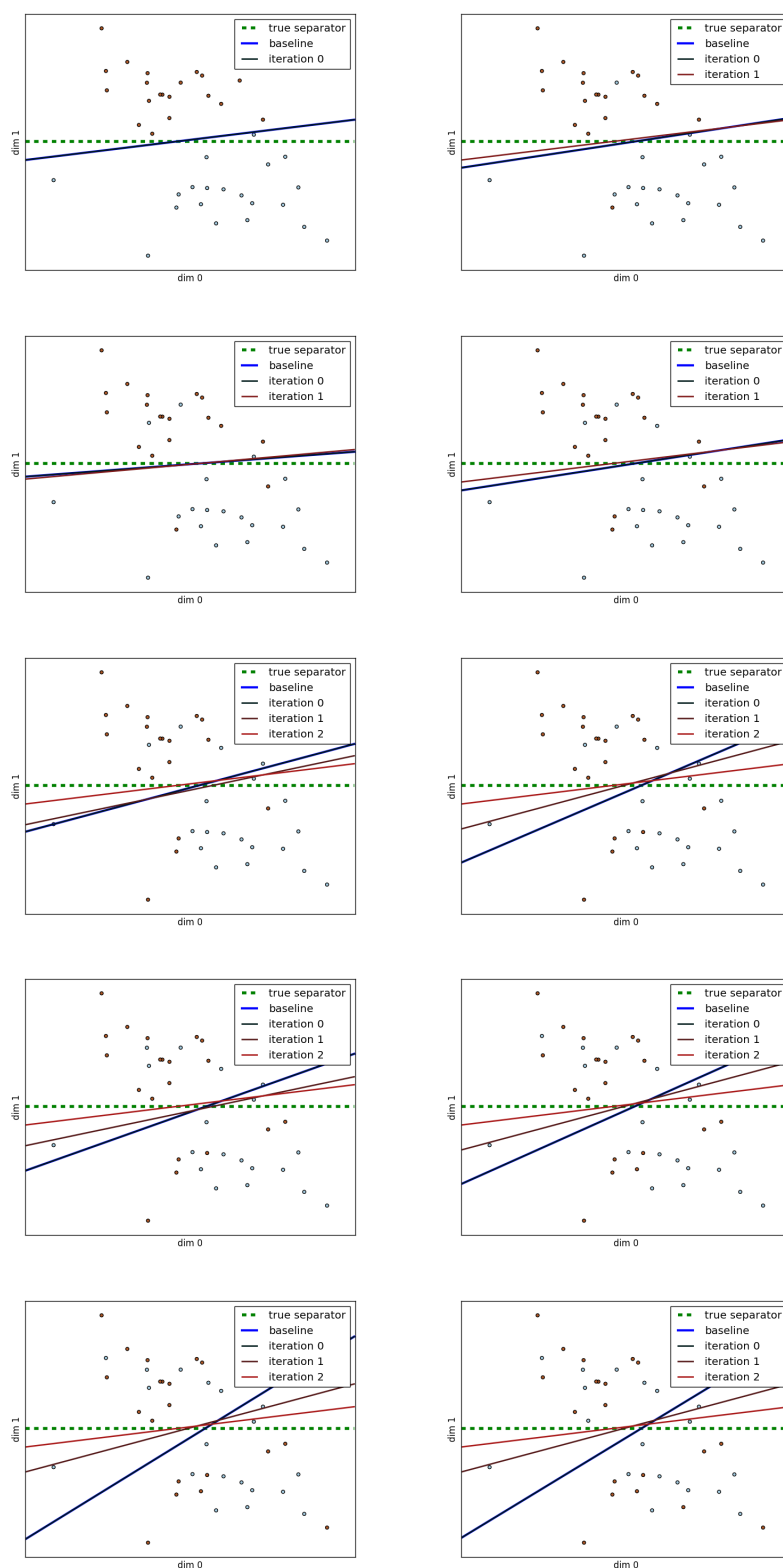 true separator
baseline
iteration 0
dim 1
dim 0
true separator
baseline
iteration 0
iteration 1
dim 1
dim 0
true separator
baseline
iteration 0
iteration 1
dim 1
dim 0
true separator
baseline
iteration 0
iteration 1
dim 1
dim 0
true separator
baseline
iteration 0
iteration 1
iteration 2
dim 1
dim 0
true separator
baseline
iteration 0
iteration 1
iteration 2
dim 1
dim 0
true separator
baseline
iteration 0
iteration 1
iteration 2
dim 1
dim 0
true separator
baseline
iteration 0
iteration 1
iteration 2
dim 1
dim 0
true separator
baseline
iteration 0
iteration 1
iteration 2
dim 1
dim 0
true separator
baseline
iteration 0
iteration 1
iteration 2
dim 1
dim 0